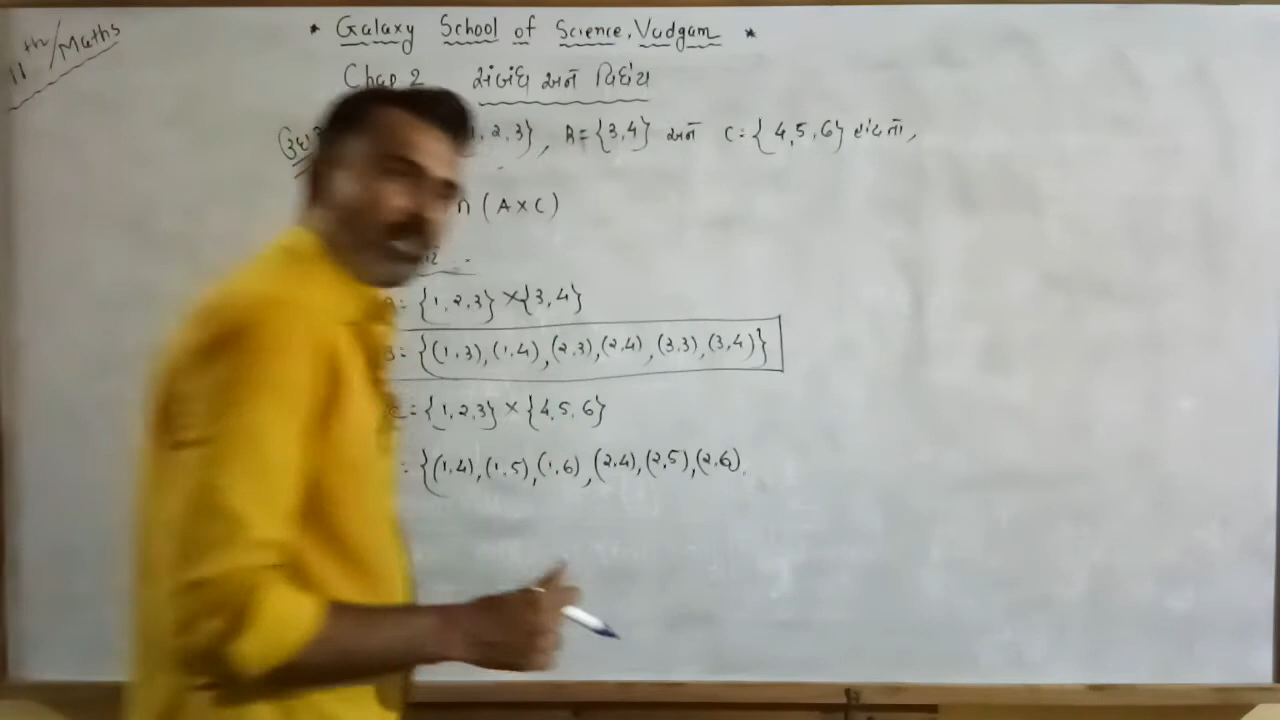 11th/Maths
* Galaxy School of Science, Vadgam *
Chap 2 સંબંધ અને વિધેય
1, 2, 3}, B={3,4} અને C={4,5,6} હોય તો,
n (A×C)
= {1,2,3} ×{3,4}
= {(1,3),(1,4),(2,3),(2,4),(3,3),(3,4)}
C={1,2,3} × {4,5,6}
= {(1,4),(1,5),(1,6),(2,4),(2,5),(2,6),